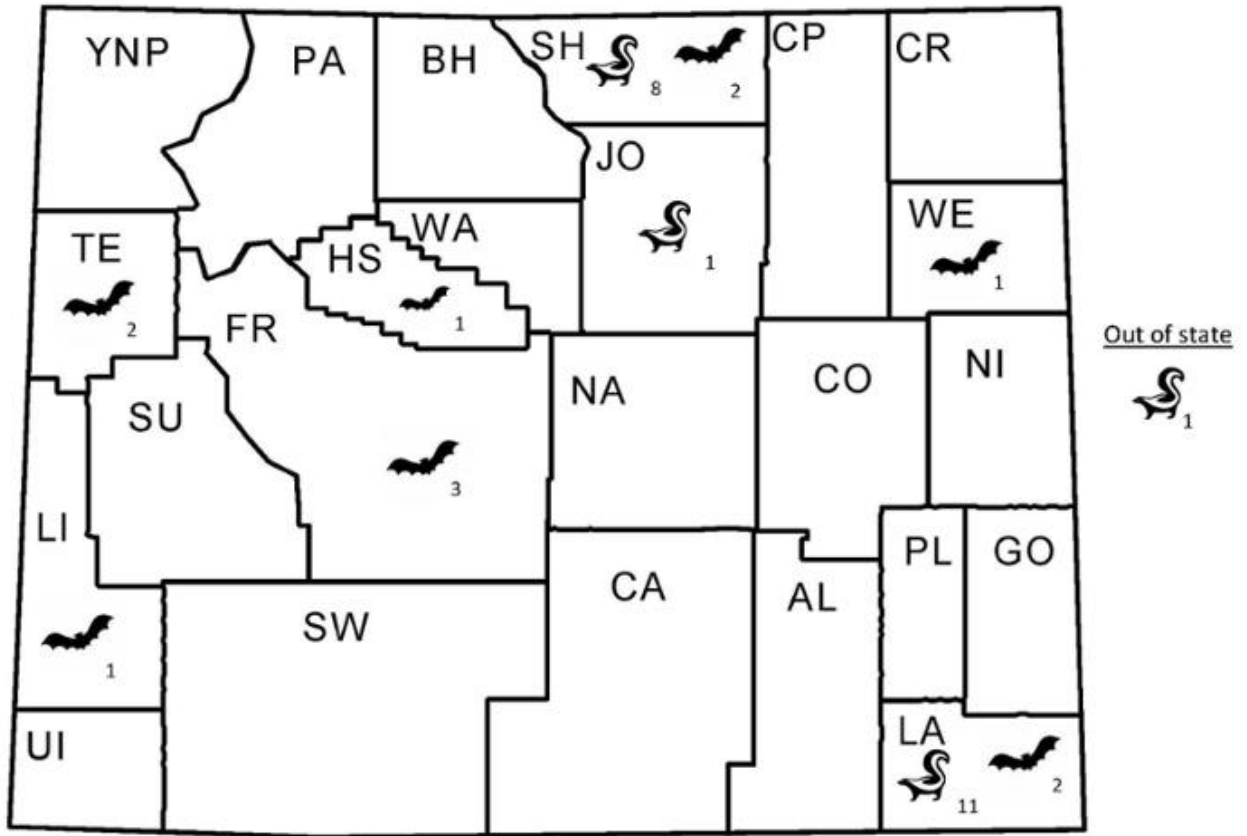 YNP
PA
BH
SH
8
2
CP
CR
JO
1
WE
1
TE
2
HS
1
WA
FR
3
SU
NA
CO
NI
Out of state
1
LI
1
SW
CA
AL
PL
GO
UI
LA
11
2